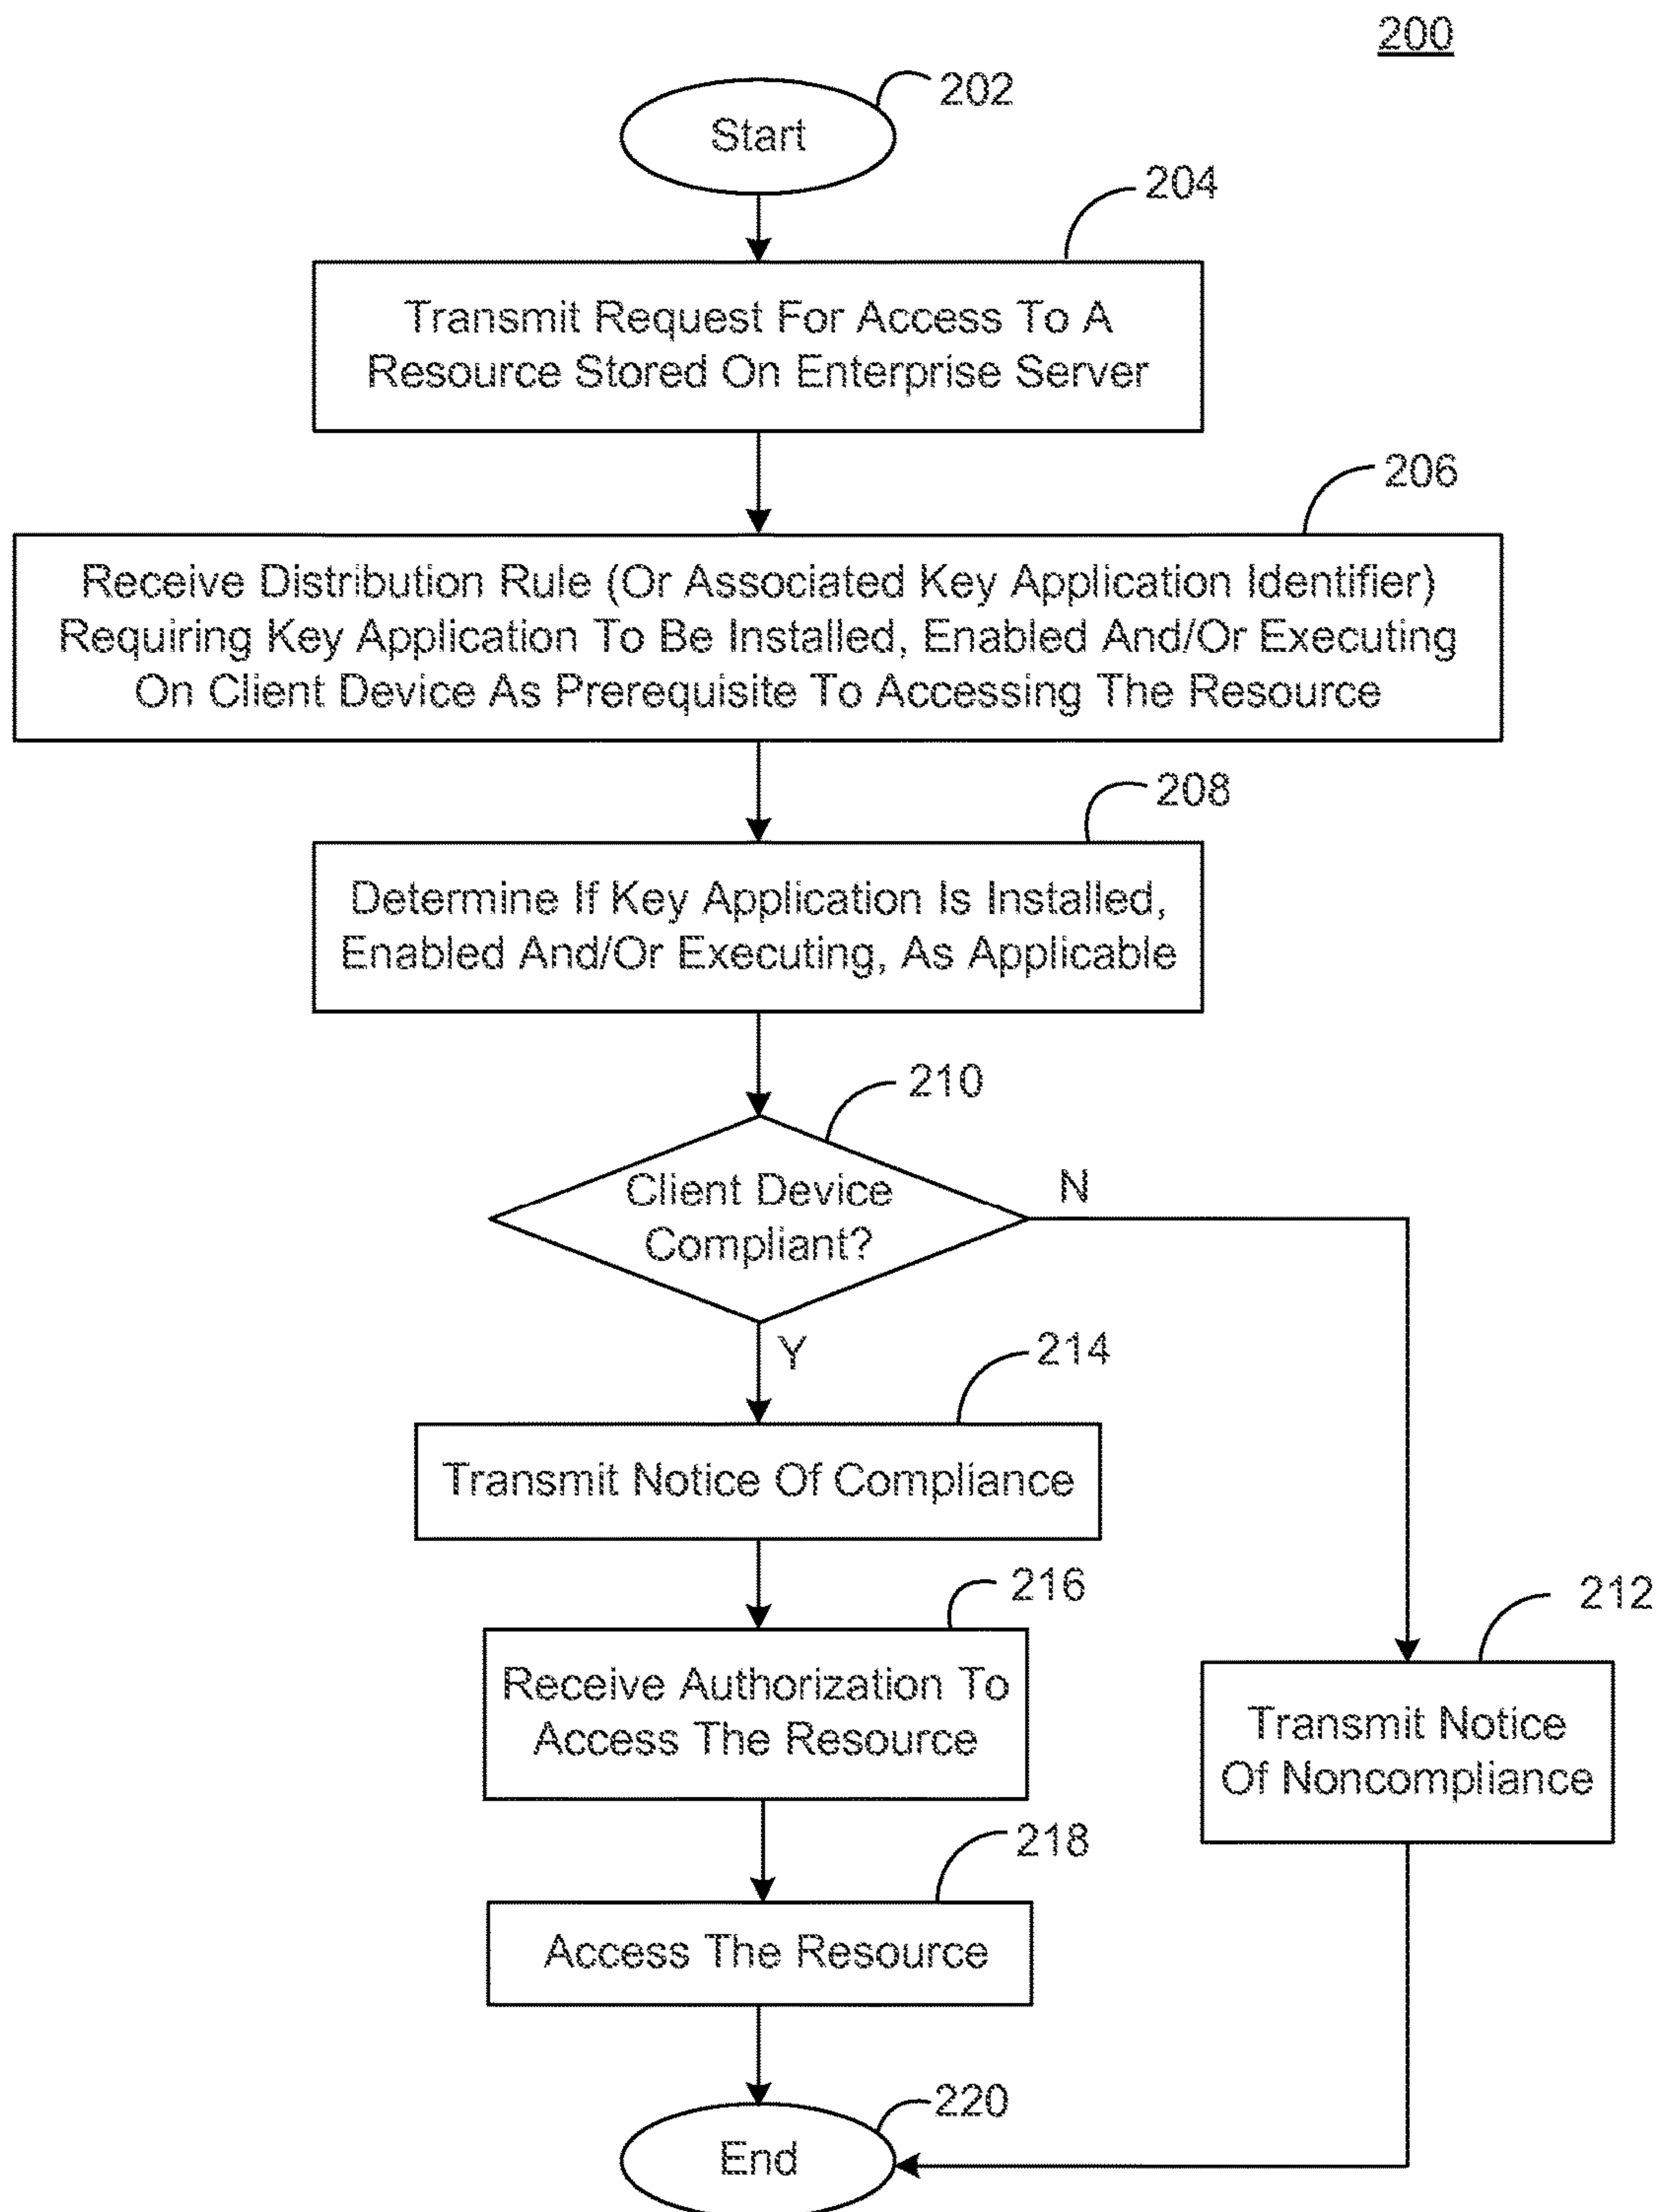 200
202
Start
204
Transmit Request For Access To A
Resource Stored On Enterprise Server
206
Receive Distribution Rule (Or Associated Key Application Identifier)
Requiring Key Application To Be Installed, Enabled And/Or Executing
On Client Device As Prerequisite To Accessing The Resource
208
Determine If Key Application Is Installed,
Enabled And/Or Executing, As Applicable
210
Client Device
Compliant?
N
Y
214
Transmit Notice Of Compliance
216
Receive Authorization To
Access The Resource
212
Transmit Notice
Of Noncompliance
218
Access The Resource
220
End